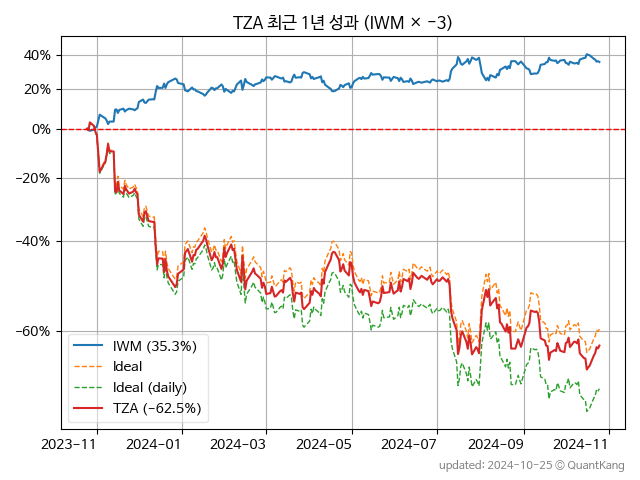 TZA 최근 1년 성과 (IWM × −3)
40%
20%
0%
−20%
−40%
−60%
IWM (35.3%)
Ideal
Ideal (daily)
TZA (−62.5%)
2023−11 2024−01 2024−03 2024−05 2024−07 2024−09 2024−11
updated: 2024-10-25 © QuantKang